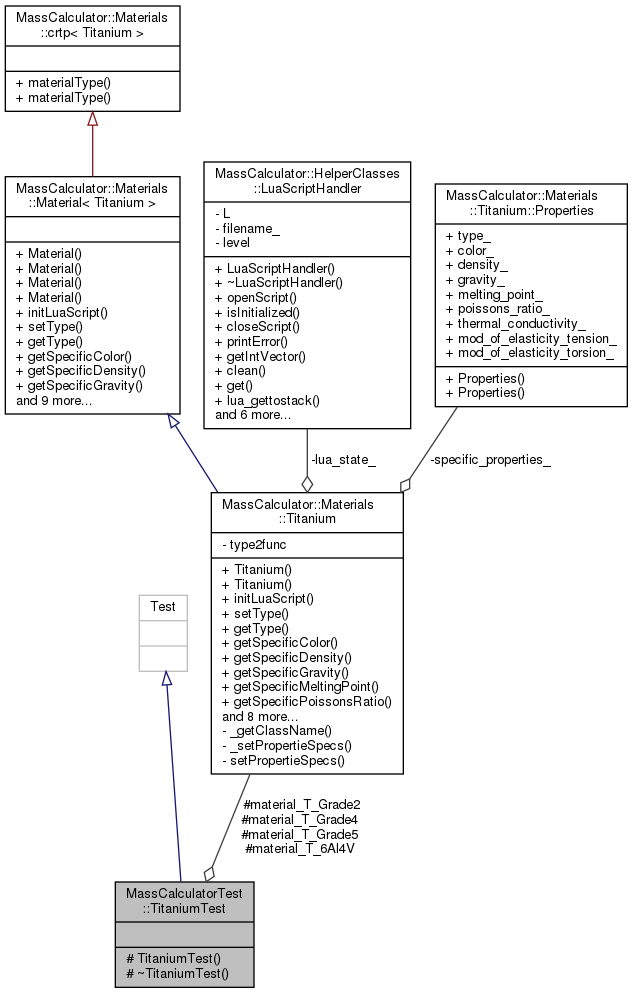 MassCalculator::Materials
::crtp< Titanium >
+ materialType()
+ materialType()
MassCalculator::Materials
::Material< Titanium >
+ Material()
+ Material()
+ Material()
+ Material()
+ initLuaScript()
+ setType()
+ getType()
+ getSpecificColor()
+ getSpecificDensity()
+ getSpecificGravity()
and 9 more...
MassCalculator::HelperClasses
::LuaScriptHandler
- L
- filename_
- level
+ LuaScriptHandler()
+ ~LuaScriptHandler()
+ openScript()
+ isInitialized()
+ closeScript()
+ printError()
+ getIntVector()
+ clean()
+ get()
+ lua_gettostack()
and 6 more...
MassCalculator::Materials
::Titanium::Properties
+ type_
+ color_
+ density_
+ gravity_
+ melting_point_
+ poissons_ratio_
+ thermal_conductivity_
+ mod_of_elasticity_tension_
+ mod_of_elasticity_torsion_
+ Properties()
+ Properties()
-lua_state_
-specific_properties_
MassCalculator::Materials
::Titanium
- type2func
+ Titanium()
+ Titanium()
+ initLuaScript()
+ setType()
+ getType()
+ getSpecificColor()
+ getSpecificDensity()
+ getSpecificGravity()
+ getSpecificMeltingPoint()
+ getSpecificPoissonsRatio()
and 8 more...
- _getClassName()
- _setPropertieSpecs()
- setPropertieSpecs()
Test
#material_T_Grade2
#material_T_Grade4
#material_T_Grade5
#material_T_6Al4V
MassCalculatorTest
::TitaniumTest
# TitaniumTest()
# ~TitaniumTest()